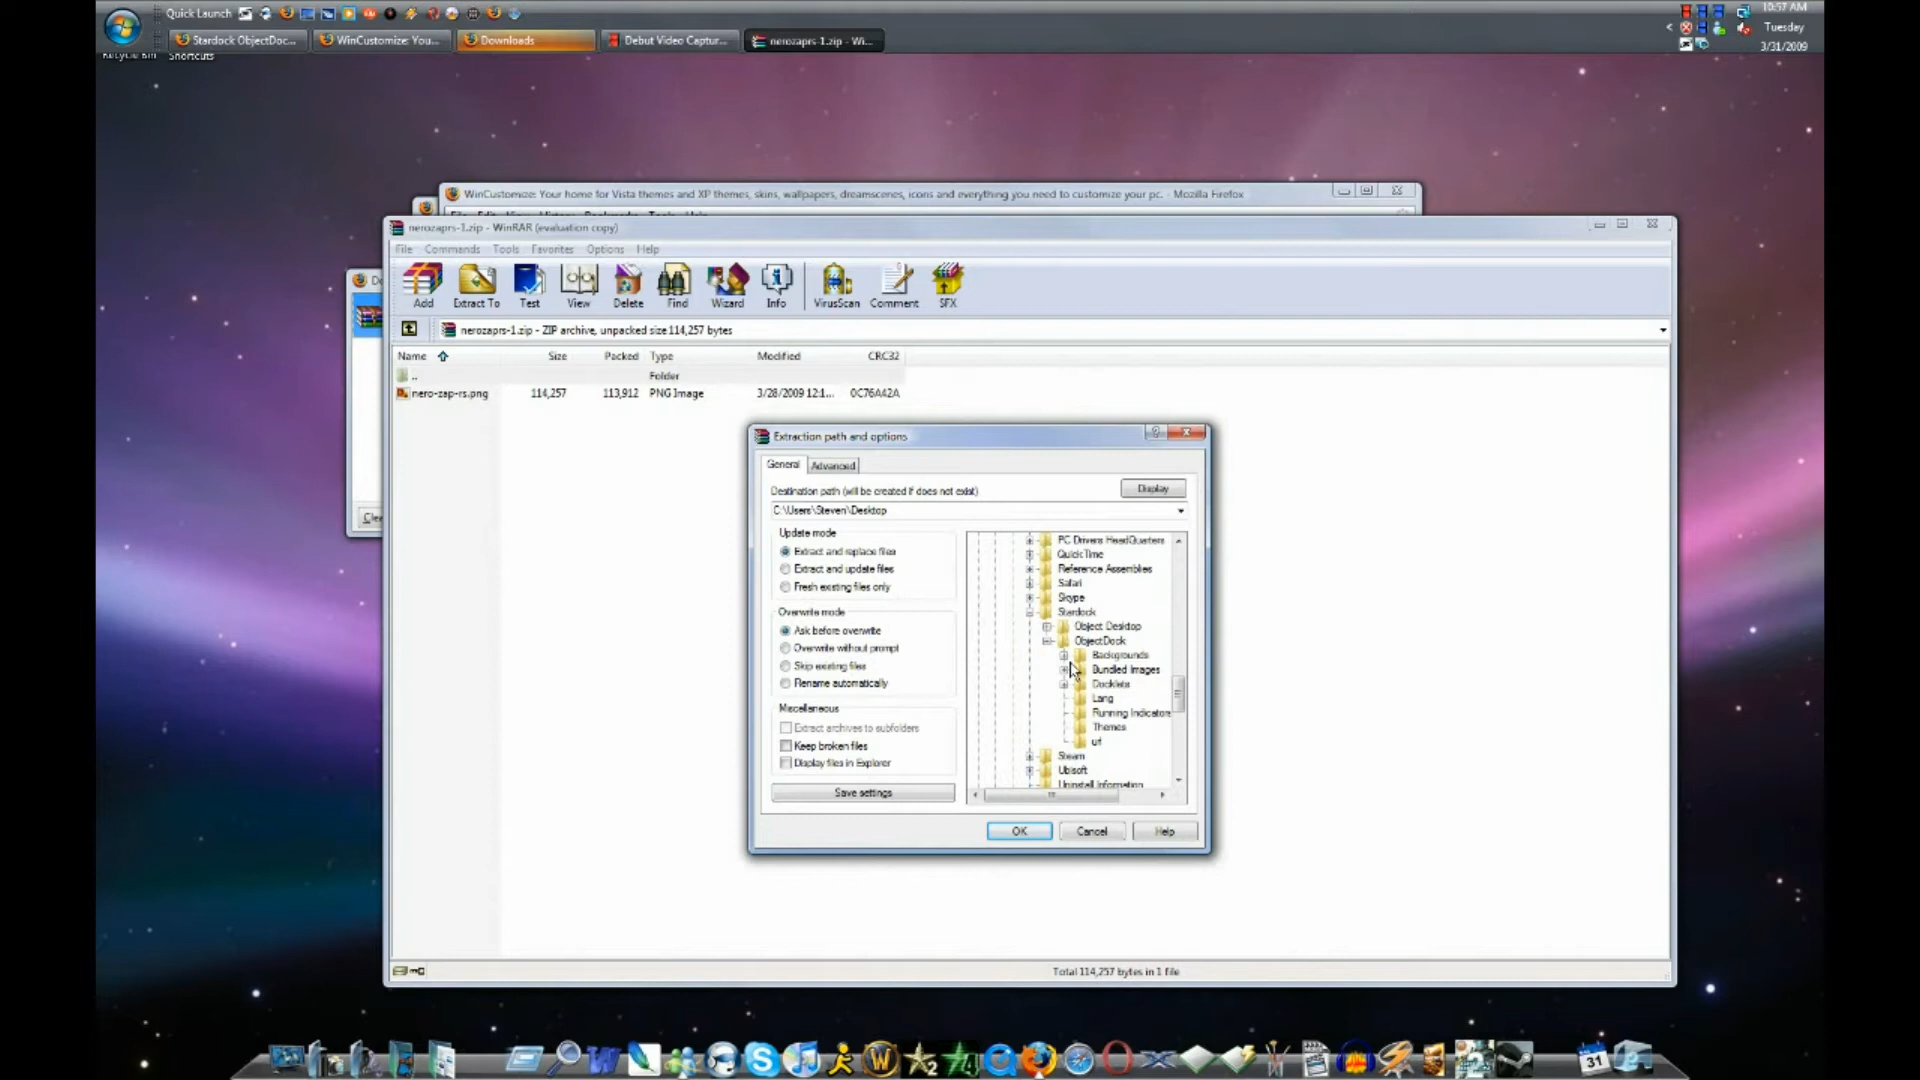 Quick Launch
10:57 AM
Stardock ObjectDoc...
WinCustomize: You...
Downloads
Debut Video Captur...
nerozaprs-1.zip - Wi...
Tuesday
3/31/2009
Recycle Bin
Shortcuts
WinCustomize: Your home for Vista themes and XP themes, skins, wallpapers, dreamscenes, icons and everything you need to customize your pc. - Mozilla Firefox
nerozaprs-1.zip - WinRAR (evaluation copy)
File Commands Tools Favorites Options Help
Add
Extract To
Test
View
Delete
Find
Wizard
Info
VirusScan
Comment
SFX
nerozaprs-1.zip - ZIP archive, unpacked size 114,257 bytes
Name Size Packed Type Modified CRC32
.. Folder
nero-zap-rs.png 114,257 113,912 PNG Image 3/28/2009 12:1... 0C76A42A
Extraction path and options
General Advanced
Destination path (will be created if does not exist)
Display
C:\Users\Steven\Desktop
Update mode
Extract and replace files
Extract and update files
Fresh existing files only
Overwrite mode
Ask before overwrite
Overwrite without prompt
Skip existing files
Rename automatically
Miscellaneous
Extract archives to subfolders
Keep broken files
Display files in Explorer
Save settings
PC Drivers HeadQuarters
QuickTime
Reference Assemblies
Safari
Skype
Stardock
Object Desktop
ObjectDock
Backgrounds
Bundled Images
Docklets
Lang
Running Indicators
Themes
Steam
Ubisoft
Uninstall Information
OK
Cancel
Help
Total 114,257 bytes in 1 file
31